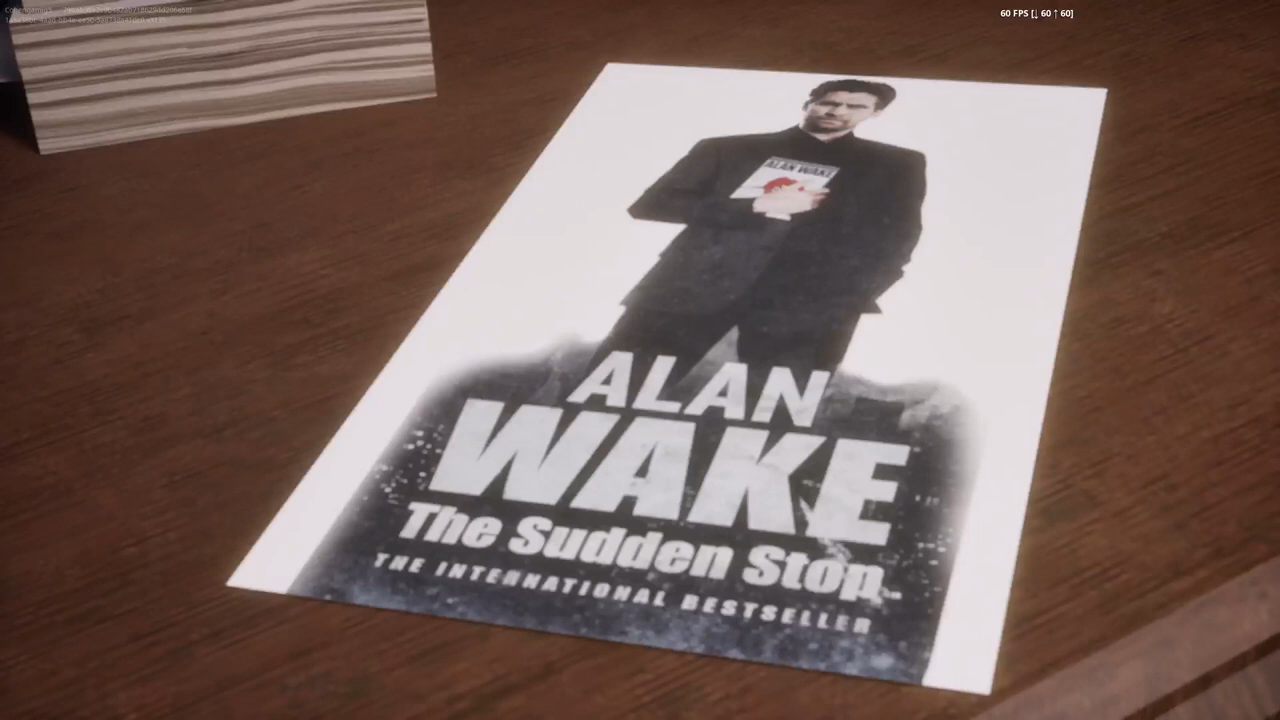 60 FPS [↓ 60 ↑ 60]
ALAN WAKE
ALAN
WAKE
The Sudden Stop
THE INTERNATIONAL BESTSELLER